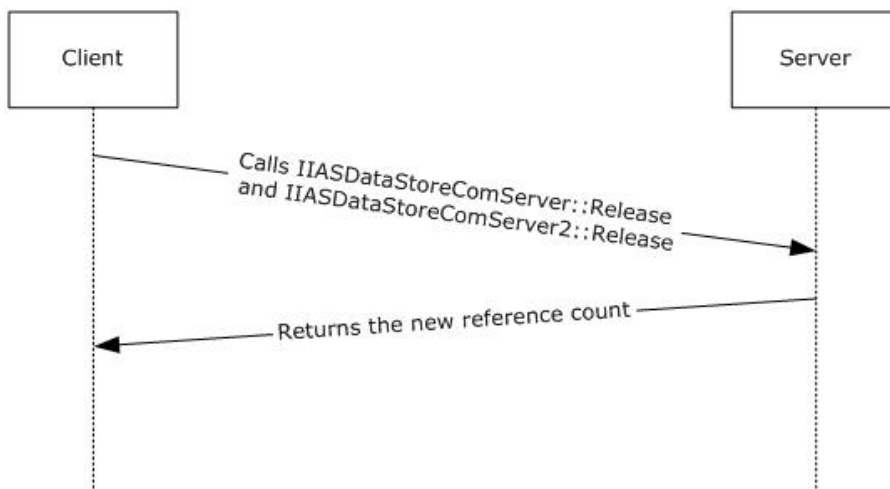 Client
Server
Calls IIASDataStoreComServer::Release
and IIASDataStoreComServer2::Release
Returns the new reference count